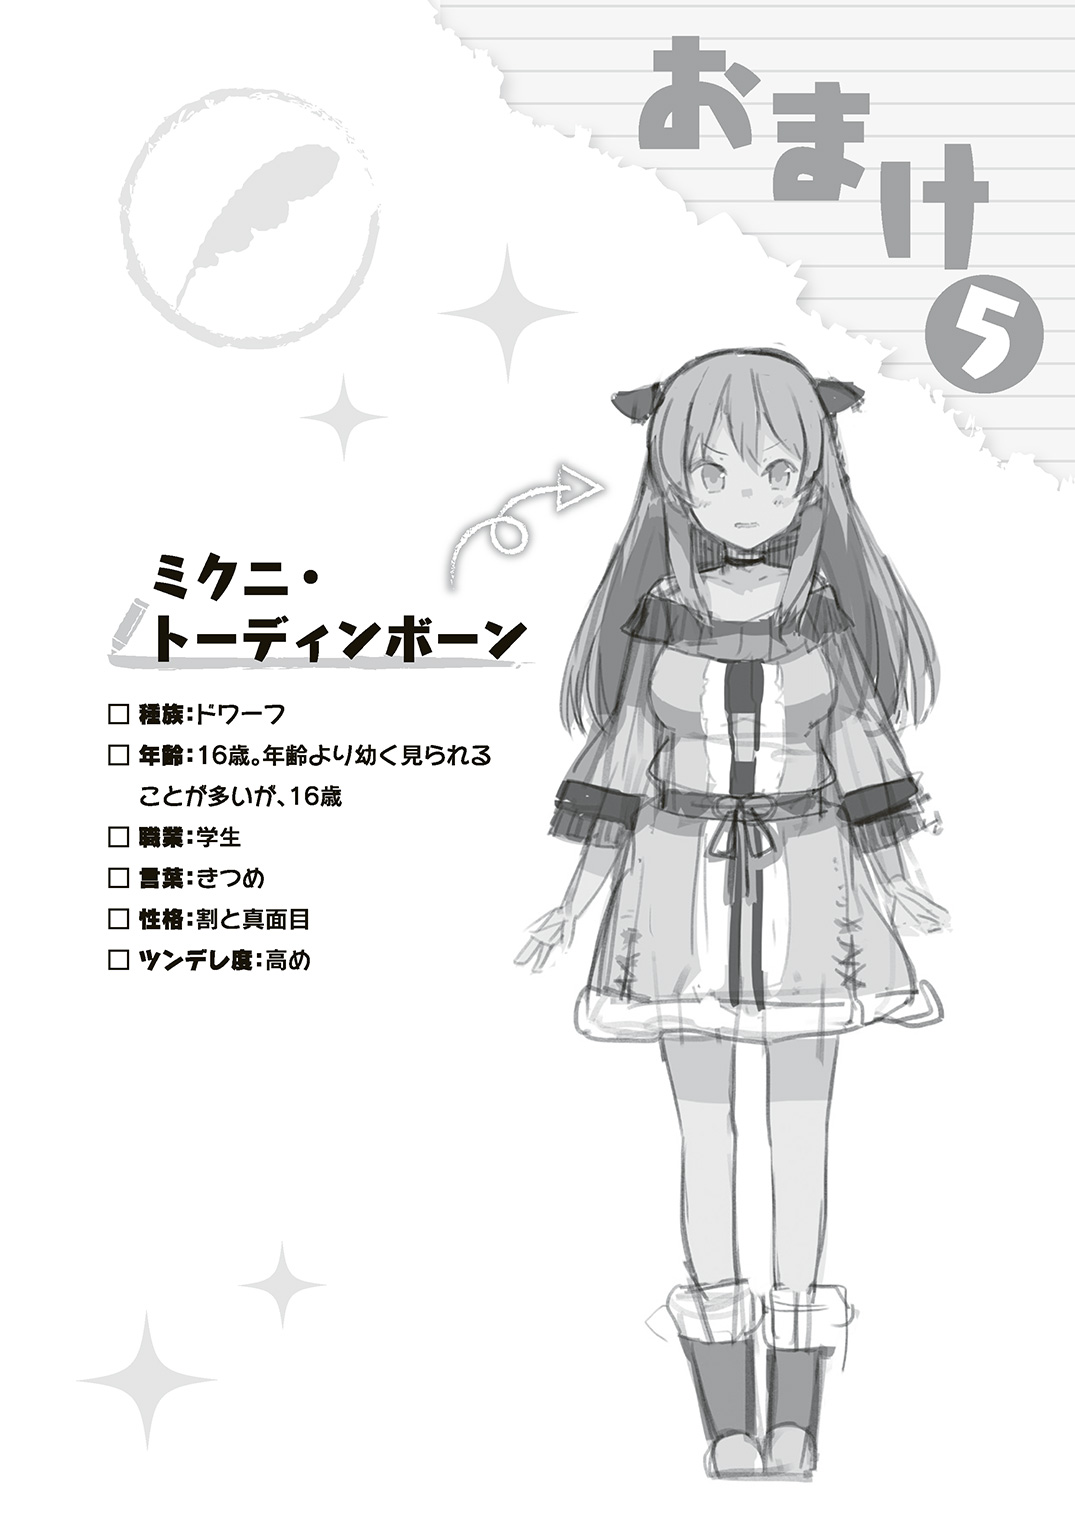 おまけ
5
ミクニ・
トーディンボーン
□ 種族：ドワーフ
□ 年齢：16歳。年齢より幼く見られる
ことが多いが、16歳
□ 職業：学生
□ 言葉：きつめ
□ 性格：割と真面目
□ ツンデレ度：高め